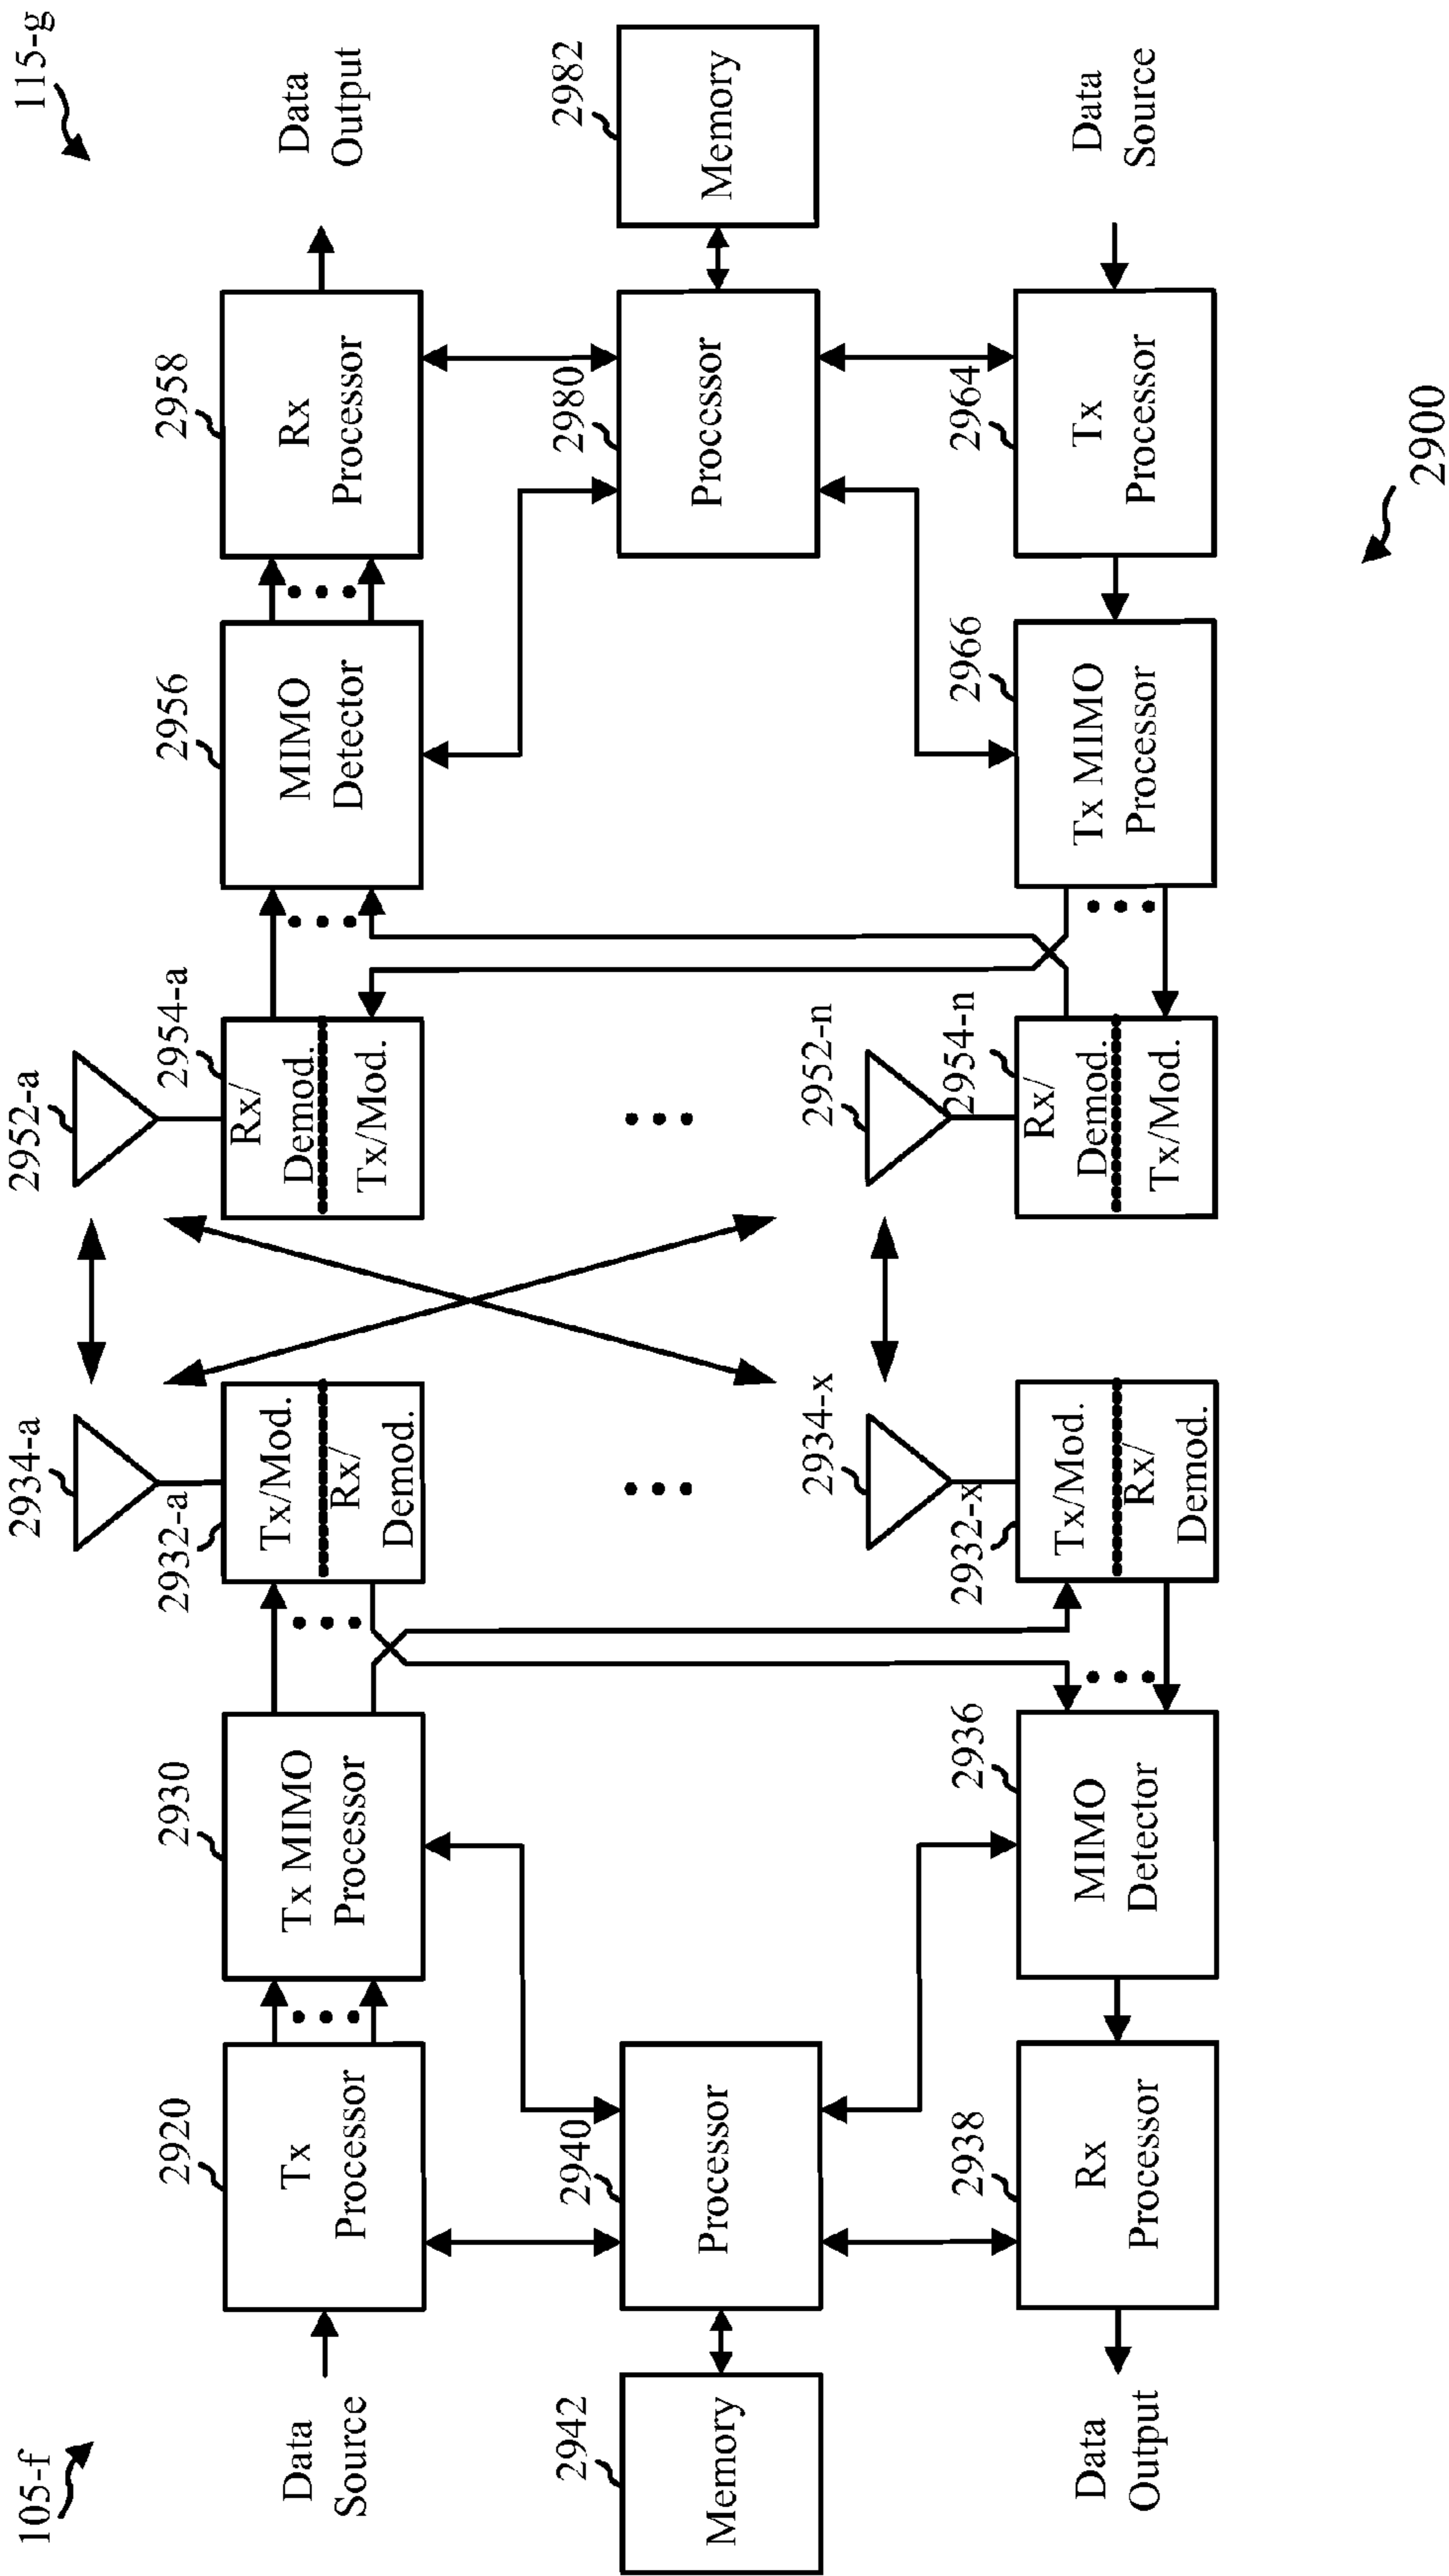 105-f
115-g
2934-a
2952-a
2920
2930
2932-a
2954-a
2956
2958
Data
Source
Tx
Processor
Tx MIMO
Processor
Tx/Mod.
Rx/
Demod.
Rx/
Demod.
Tx/Mod.
MIMO
Detector
Rx
Processor
Data
Output
2942
2940
2934-x
2952-n
2980
2982
Memory
Processor
Processor
Memory
2938
2936
2932-x
2954-n
2966
2964
Data
Output
Rx
Processor
MIMO
Detector
Tx/Mod.
Rx/
Demod.
Rx/
Demod.
Tx/Mod.
Tx MIMO
Processor
Tx
Processor
Data
Source
2900